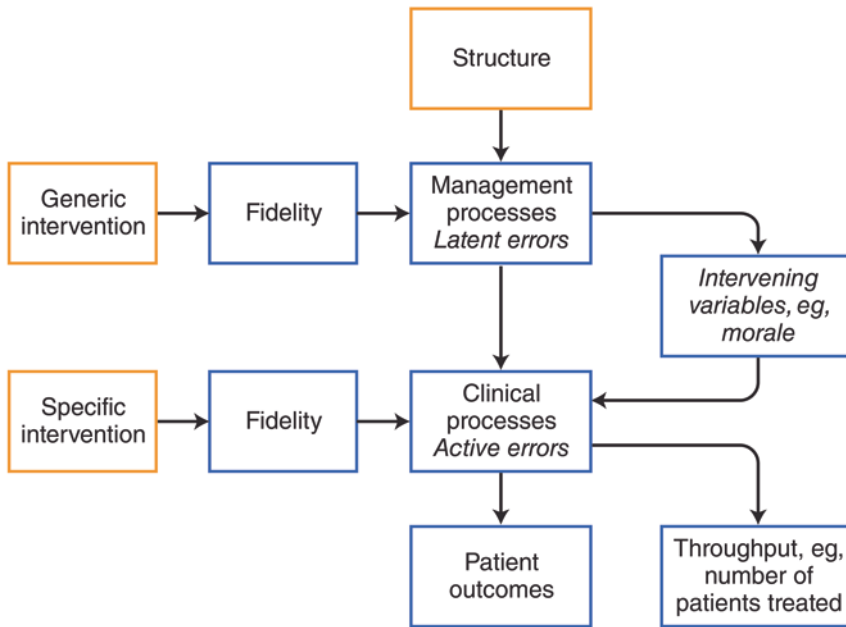 Structure
Generic
intervention
Fidelity
Management
processes
Latent errors
Intervening
variables, eg,
morale
Specific
intervention
Fidelity
Clinical
processes
Active errors
Patient
outcomes
Throughput, eg,
number of
patients treated